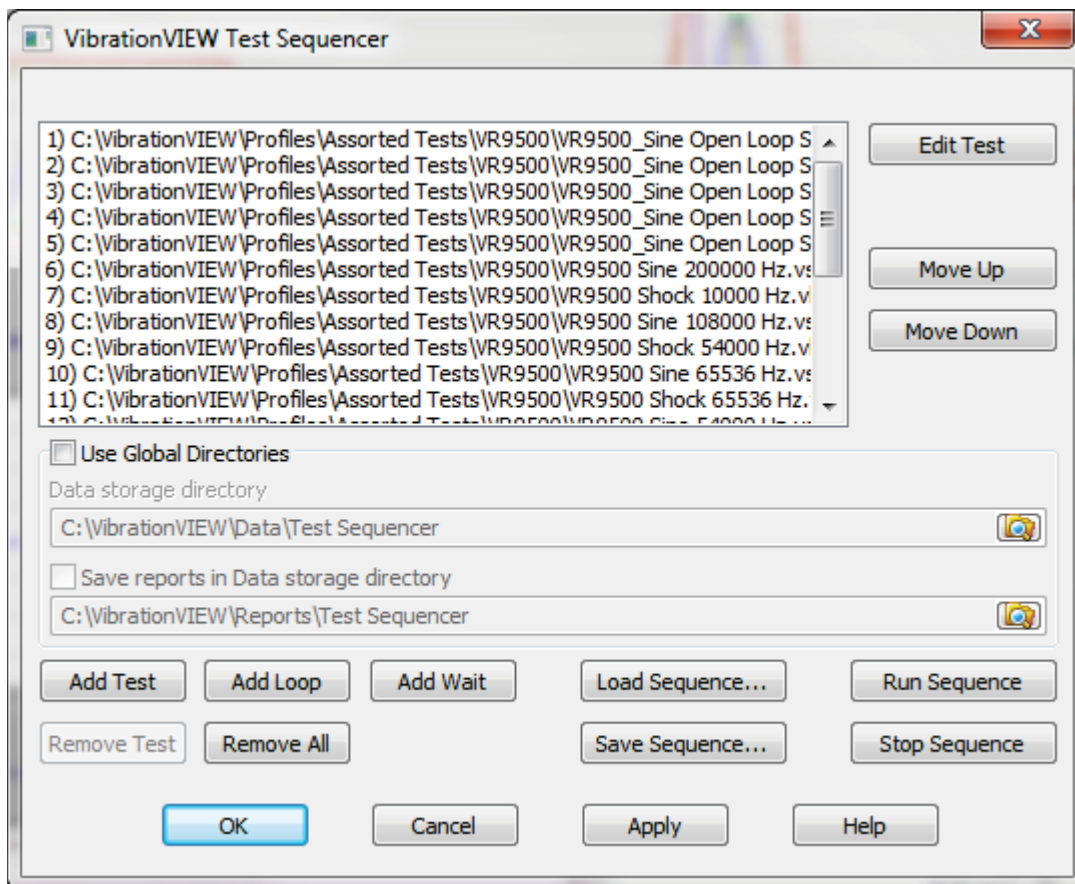 VibrationVIEW Test Sequencer
1) C:\VibrationVIEW\Profiles\Assorted Tests\VR9500\VR9500_Sine Open Loop S
2) C:\VibrationVIEW\Profiles\Assorted Tests\VR9500\VR9500_Sine Open Loop S
3) C:\VibrationVIEW\Profiles\Assorted Tests\VR9500\VR9500_Sine Open Loop S
4) C:\VibrationVIEW\Profiles\Assorted Tests\VR9500\VR9500_Sine Open Loop S
5) C:\VibrationVIEW\Profiles\Assorted Tests\VR9500\VR9500_Sine Open Loop S
6) C:\VibrationVIEW\Profiles\Assorted Tests\VR9500\VR9500 Sine 200000 Hz.vs
7) C:\VibrationVIEW\Profiles\Assorted Tests\VR9500\VR9500 Shock 10000 Hz.v
8) C:\VibrationVIEW\Profiles\Assorted Tests\VR9500\VR9500 Sine 108000 Hz.vs
9) C:\VibrationVIEW\Profiles\Assorted Tests\VR9500\VR9500 Shock 54000 Hz.v
10) C:\VibrationVIEW\Profiles\Assorted Tests\VR9500\VR9500 Sine 65536 Hz.vs
11) C:\VibrationVIEW\Profiles\Assorted Tests\VR9500\VR9500 Shock 65536 Hz.
Edit Test
Move Up
Move Down
Use Global Directories
Data storage directory
C:\VibrationVIEW\Data\Test Sequencer
Save reports in Data storage directory
C:\VibrationVIEW\Reports\Test Sequencer
Add Test Add Loop Add Wait Load Sequence... Run Sequence
Remove Test Remove All Save Sequence... Stop Sequence
OK Cancel Apply Help